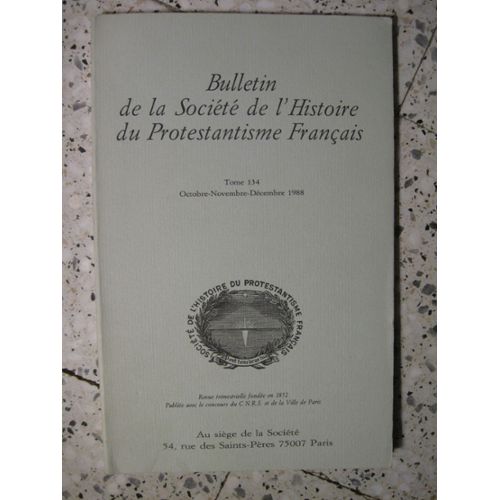 Bulletin
de la Société de l'Histoire
du Protestantisme Français
Tome 134
Octobre-Novembre-Décembre 1988
SOCIÉTÉ DE L'HISTOIRE DU PROTESTANTISME FRANÇAIS
Revue trimestrielle fondée en 1852
Publiée avec le concours du C.N.R.S. et de la Ville de Paris
Au siège de la Société
54, rue des Saints-Pères 75007 Paris